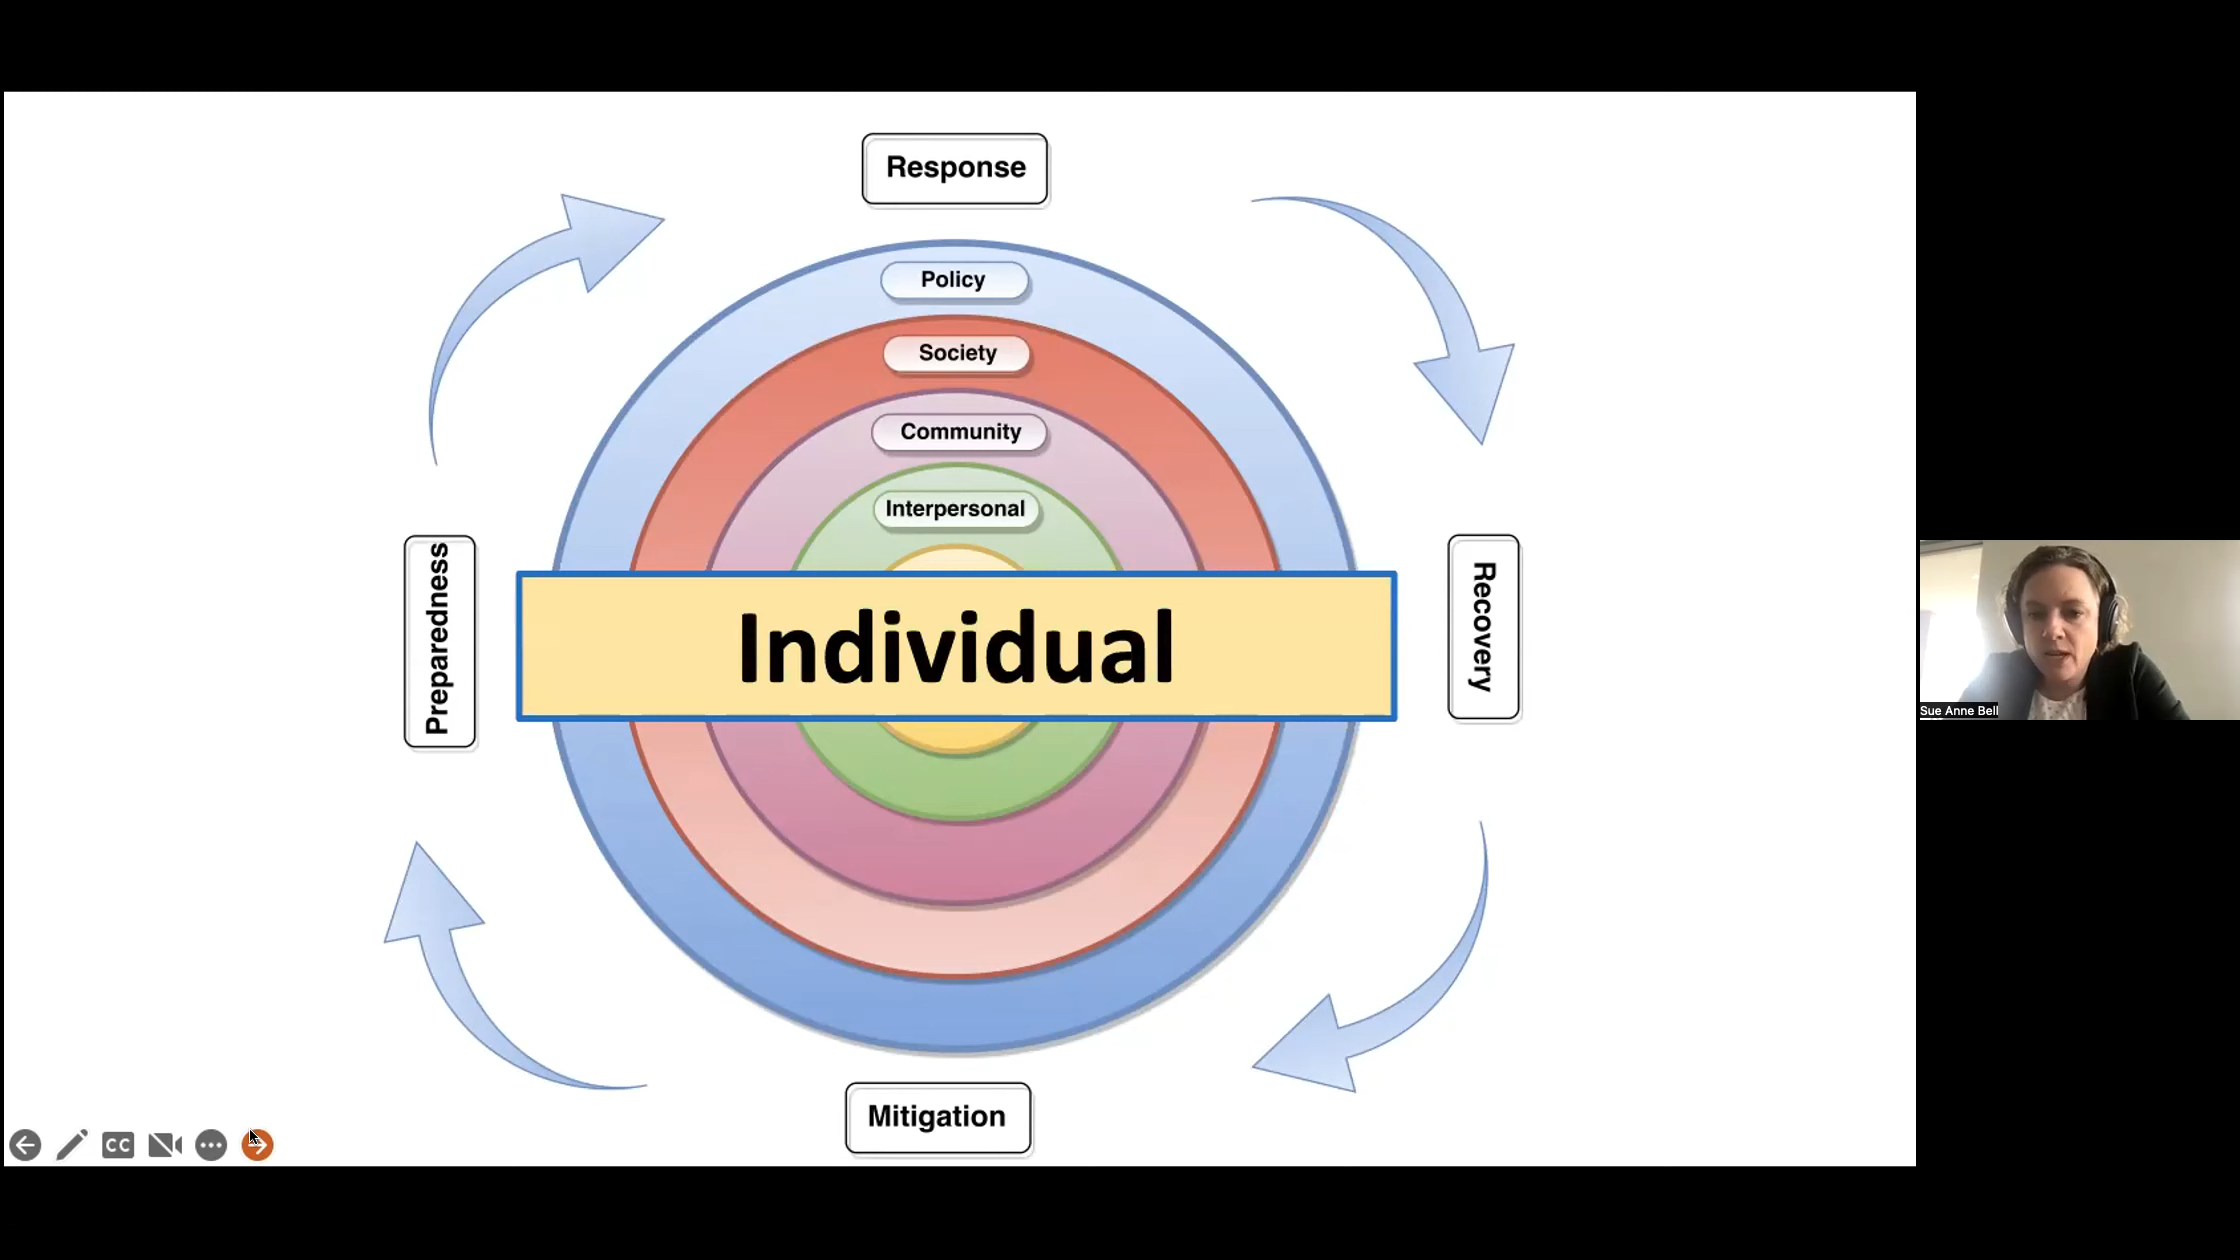 Response
Policy
Society
Community
Interpersonal
Individual
Preparedness
Recovery
Mitigation
CC
Sue Anne Bell